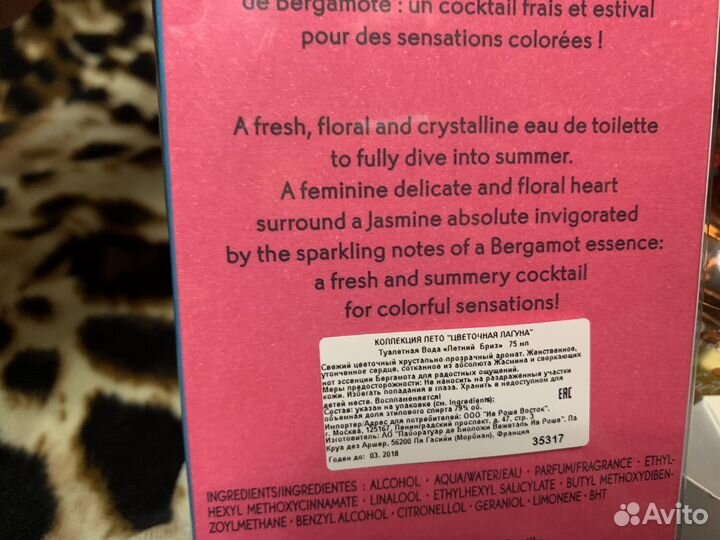 de Bergamote : un cocktail frais et estival
pour des sensations colorées !
A fresh, floral and crystalline eau de toilette
to fully dive into summer.
A feminine delicate and floral heart
surround a Jasmine absolute invigorated
by the sparkling notes of a Bergamot essence:
a fresh and summery cocktail
for colorful sensations!
КОЛЛЕКЦИЯ ЛЕТО "ЦВЕТОЧНАЯ ЛАГУНА"
Туалетная Вода «Летний Бриз» 75 мл
Свежий цветочный хрустально-прозрачный аромат. Женственное,
утонченное сердце, сотканное из абсолюта Жасмина и сверкающих
нот эссенции Бергамота для радостных ощущений.
Меры предосторожности: Не наносить на раздраженные участки
кожи. Избегать попадания в глаза. Хранить в недоступном для
детей месте. Воспламеняется!
Состав: указан на упаковке (см. Ingredients);
объемная доля этилового спирта 79% об.
Импортер/Адрес для потребителей: ООО "Ив Роше Восток",
г. Москва, 125167, Ленинградский проспект, д. 47, стр. 3
Изготовитель: АО "Лаборатуар де Биоложи Вежеталь Ив Роше", Ла
Круа дез Аршер, 56200 Ля Гасийи (Морбиан), Франция
EAC
35317
Годен до: 03. 2018
INGREDIENTS/INGREDIENTES : ALCOHOL • AQUA/WATER/EAU • PARFUM/FRAGRANCE • ETHYL-
HEXYL METHOXYCINNAMATE • LINALOOL • ETHYLHEXYL SALICYLATE • BUTYL METHOXYDIBEN-
ZOYLMETHANE • BENZYL ALCOHOL • CITRONELLOL • GERANIOL • LIMONENE • BHT
Avito